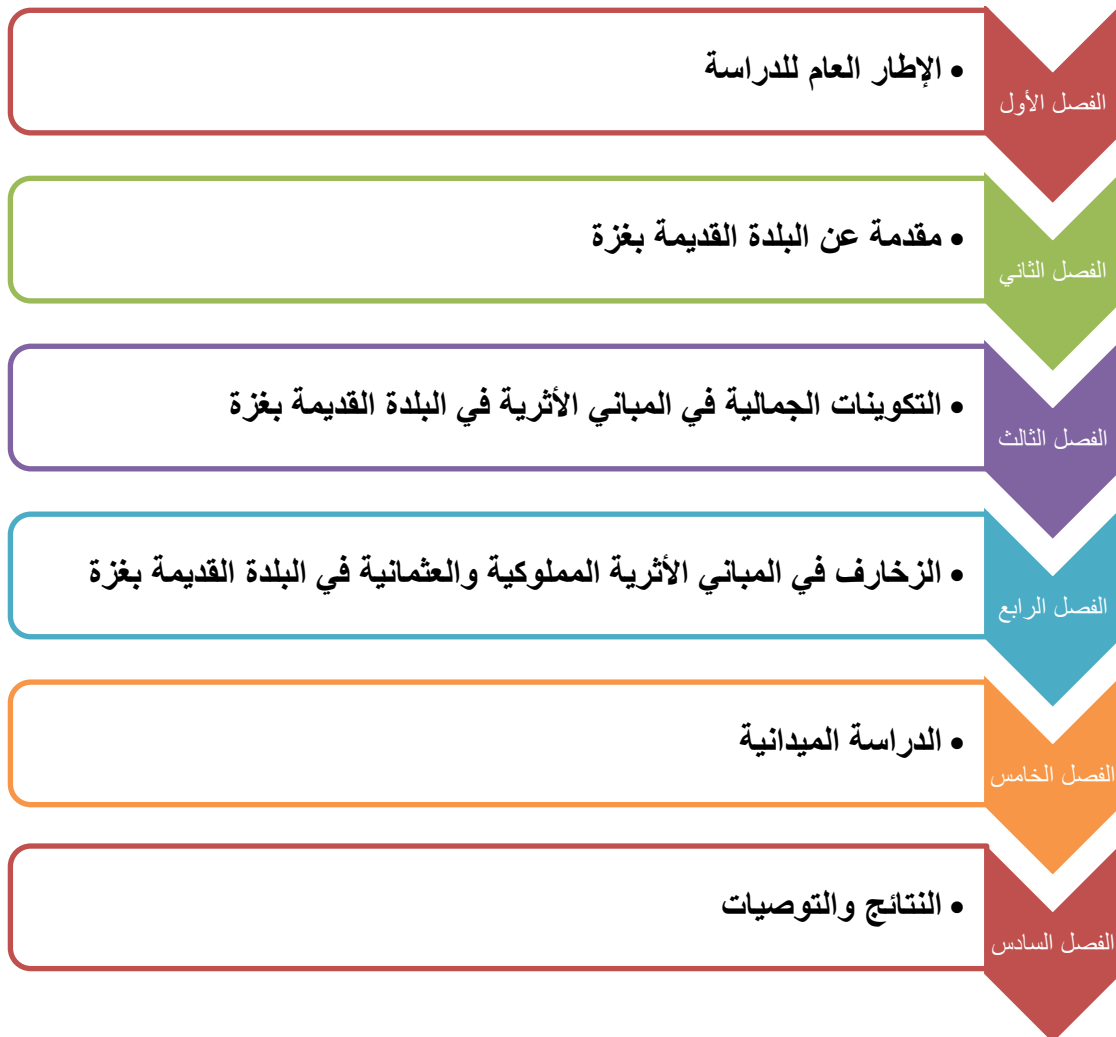 الفصل الأول
• الإطار العام للدراسة
الفصل الثاني
• مقدمة عن البلدة القديمة بغزة
الفصل الثالث
• التكوينات الجمالية في المباني الأثرية في البلدة القديمة بغزة
الفصل الرابع
• الزخارف في المباني الأثرية المملوكية والعثمانية في البلدة القديمة بغزة
الفصل الخامس
• الدراسة الميدانية
الفصل السادس
• النتائج والتوصيات